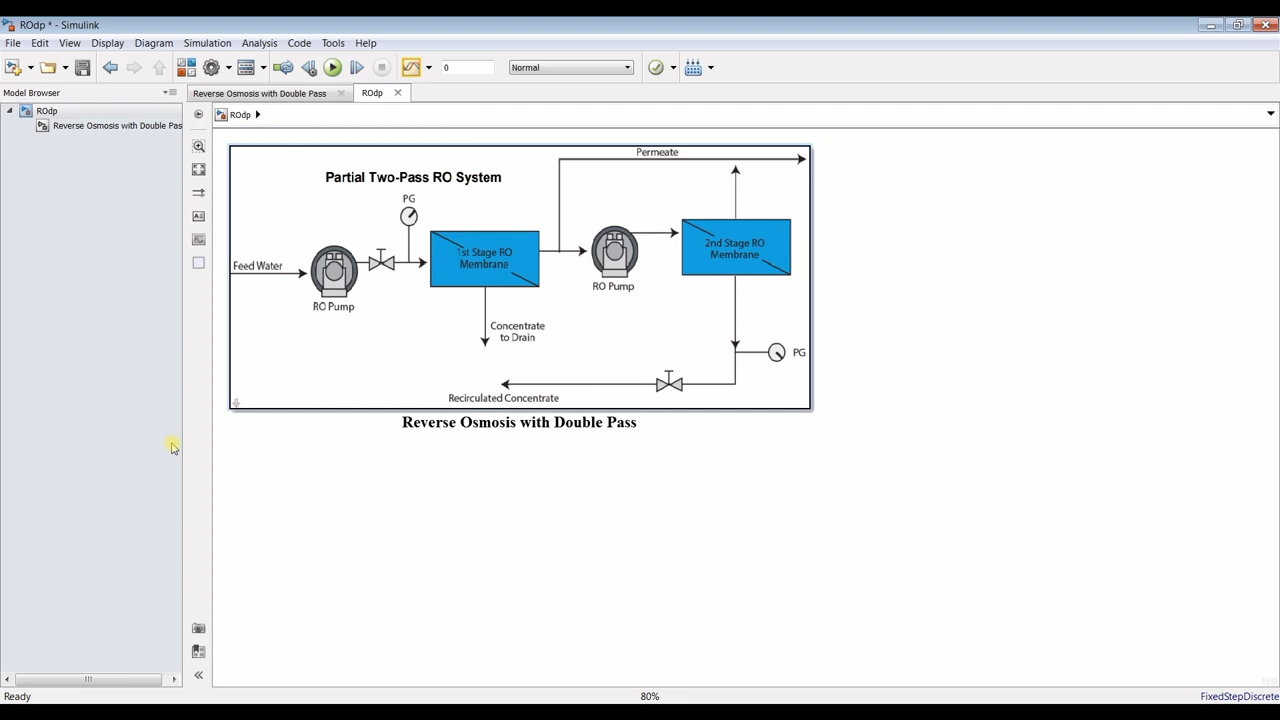 ROdp * - Simulink
File Edit View Display Diagram Simulation Analysis Code Tools Help
0 Normal
Model Browser
Reverse Osmosis with Double Pass ROdp
ROdp
ROdp
Reverse Osmosis with Double Pas
Permeate
Partial Two-Pass RO System
PG
1st Stage RO
Membrane
2nd Stage RO
Membrane
Feed Water
RO Pump
RO Pump
Concentrate
to Drain
PG
Recirculated Concentrate
Reverse Osmosis with Double Pass
Ready 80% FixedStepDiscrete